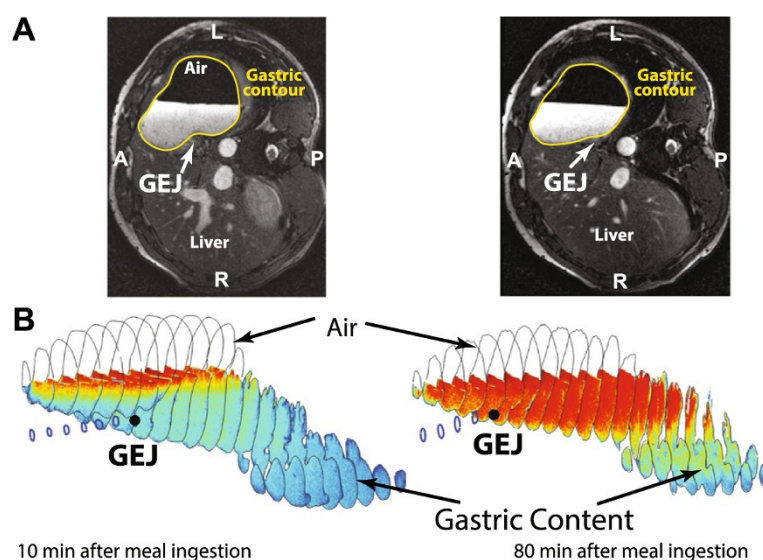 A
L
Air
Gastric
contour
A
GEJ
Liver
R
L
Gastric
contour
A
P
GEJ
Liver
R
P
B
Air
GEJ
GEJ
Gastric Content
10 min after meal ingestion
80 min after meal ingestion